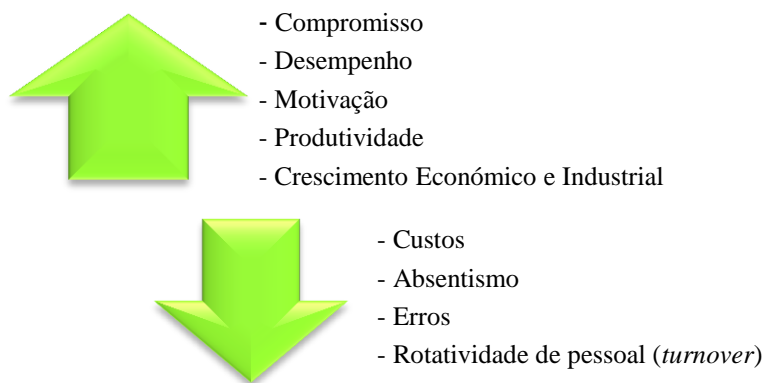 - Compromisso
- Desempenho
- Motivação
- Produtividade
- Crescimento Económico e Industrial
- Custos
- Absentismo
- Erros
- Rotatividade de pessoal (turnover)